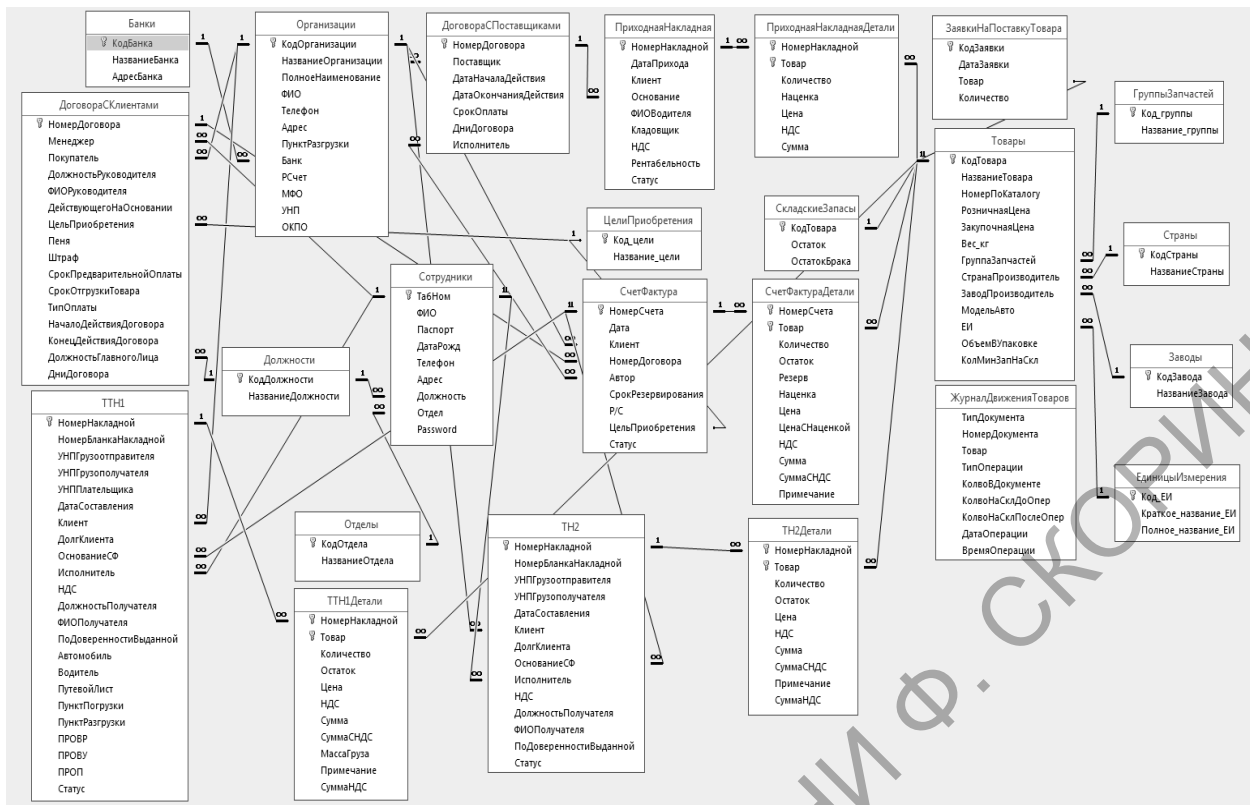 Банки
КодБанка
НазваниеБанка
АдресБанка
Организации
КодОрганизации
НазваниеОрганизации
ПолноеНаименование
ФИО
Телефон
Адрес
ПунктРазгрузки
Банк
РСчет
МФО
УНП
ОКПО
ДоговораСПоставщиками
НомерДоговора
Поставщик
ДатаНачалаДействия
ДатаОкончанияДействия
СрокОплаты
ДниДоговора
Исполнитель
ПриходнаяНакладная
НомерНакладной
ДатаПрихода
Клиент
Основание
ФИОВодителя
Кладовщик
НДС
Рентабельность
Статус
ПриходнаяНакладнаяДетали
НомерНакладной
Товар
Количество
Наценка
Цена
НДС
Сумма
ЗаявкиНаПоставкуТовара
КодЗаявки
ДатаЗаявки
Товар
Количество
ГруппыЗапчастей
Код_группы
Название_группы
ДоговораСКлиентами
НомерДоговора
Менеджер
Покупатель
ДолжностьРуководителя
ФИОРуководителя
ДействующегоНаОсновании
ЦельПриобретения
Пеня
Штраф
СрокПредварительнойОплаты
СрокОтгрузкиТовара
ТипОплаты
НачалоДействияДоговора
КонецДействияДоговора
ДолжностьГлавногоЛица
ДниДоговора
Товары
КодТовара
НазваниеТовара
НомерПоКаталогу
РозничнаяЦена
ЗакупочнаяЦена
Вес_кг
ГруппаЗапчастей
СтранаПроизводитель
ЗаводПроизводитель
МодельАвто
ЕИ
ОбъемВУпаковке
КолМинЗапНаСкл
СкладскиеЗапасы
КодТовара
Остаток
ОстатокБрака
ЦелиПриобретения
Код_цели
Название_цели
Страны
КодСтраны
НазваниеСтраны
Сотрудники
ТабНом
ФИО
Паспорт
ДатаРожд
Телефон
Адрес
Должность
Отдел
Password
СчетФактура
НомерСчета
Дата
Клиент
НомерДоговора
Автор
СрокРезервирования
Р/С
ЦельПриобретения
Статус
СчетФактураДетали
НомерСчета
Товар
Количество
Остаток
Резерв
Наценка
Цена
ЦенаСНаценкой
НДС
Сумма
СуммаСНДС
Примечание
Должности
КодДолжности
НазваниеДолжности
Заводы
КодЗавода
НазваниеЗавода
ЖурналДвиженияТоваров
ТипДокумента
НомерДокумента
Товар
ТипОперации
КолвоВДокументе
КолвоНаСклДоОпер
КолвоНаСклПослеОпер
ДатаОперации
ВремяОперации
ЕдиницыИзмерения
Код_ЕИ
Краткое_название_ЕИ
Полное_название_ЕИ
ТТН1
НомерНакладной
НомерБланкаНакладной
УНПГрузоотправителя
УНПГрузополучателя
УНППлательщика
ДатаСоставления
Клиент
ДолгКлиента
ОснованиеСФ
Исполнитель
НДС
ДолжностьПолучателя
ФИОПолучателя
ПоДоверенностиВыданной
Автомобиль
Водитель
ПутевойЛист
ПунктПогрузки
ПунктРазгрузки
ПРОВР
ПРОВУ
ПРОП
Статус
Отделы
КодОтдела
НазваниеОтдела
ТТН1Детали
НомерНакладной
Товар
Количество
Остаток
Цена
НДС
Сумма
СуммаСНДС
МассаГруза
Примечание
СуммаНДС
ТН2
НомерНакладной
НомерБланкаНакладной
УНПГрузоотправителя
УНПГрузополучателя
ДатаСоставления
Клиент
ДолгКлиента
ОснованиеСФ
Исполнитель
НДС
ДолжностьПолучателя
ФИОПолучателя
ПоДоверенностиВыданной
Статус
ТН2Детали
НомерНакладной
Товар
Количество
Остаток
Цена
НДС
Сумма
СуммаСНДС
Примечание
СуммаНДС
НИ Ф. СКОРИН